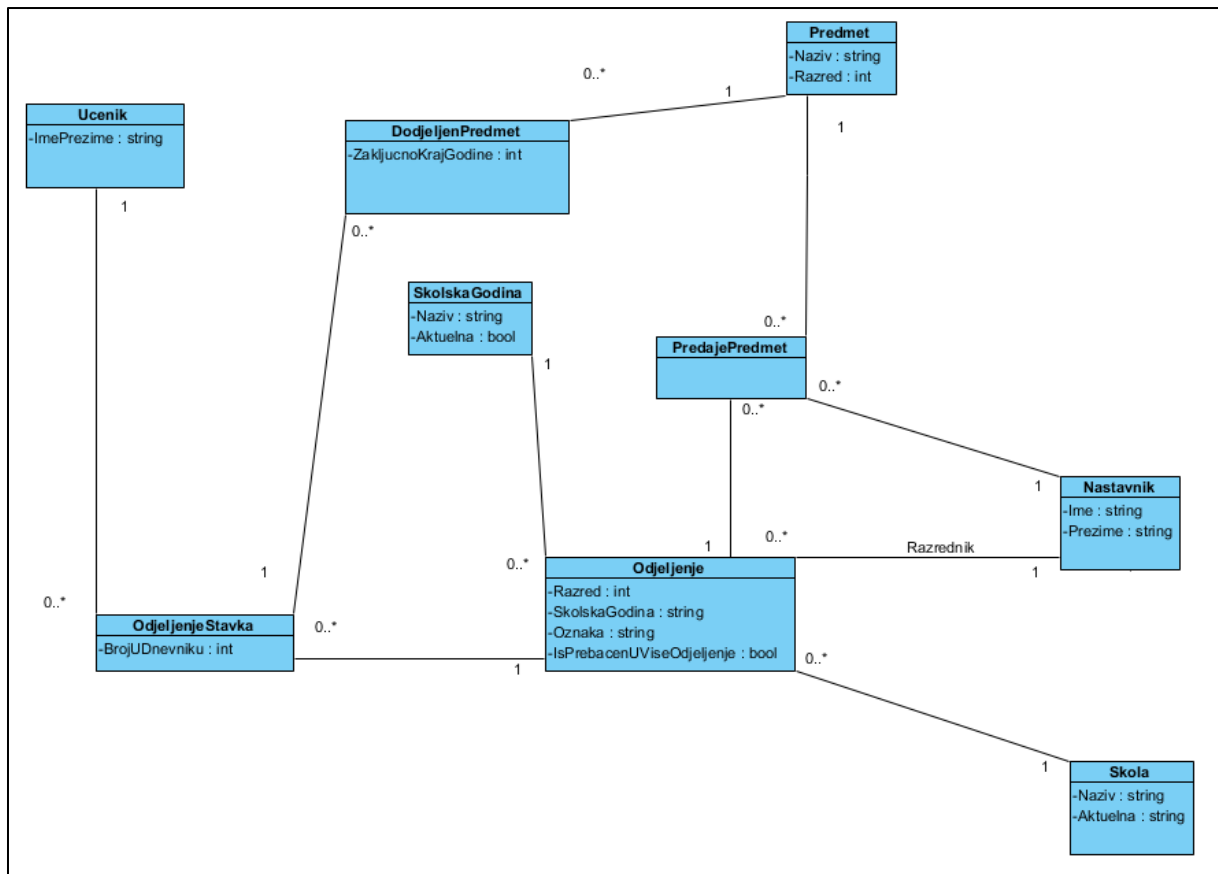 Predmet
-Naziv : string
-Razred : int
0..*
1
1
Ucenik
-ImePrezime : string
1
DodjeljenPredmet
-ZakljucnoKrajGodine : int
0..*
SkolskaGodina
-Naziv : string
-Aktuelna : bool
1
0..*
PredajePredmet
0..*
0..*
1
Nastavnik
-Ime : string
-Prezime : string
Razrednik
0..*
1
1
0..*
Odjeljenje
-Razred : int
-SkolskaGodina : string
-Oznaka : string
-IsPrebacenUViseOdjeljenje : bool
1
0..*
OdjeljenjeStavka
-BrojUDnevniku : int
0..*
1
0..*
1
Skola
-Naziv : string
-Aktuelna : string